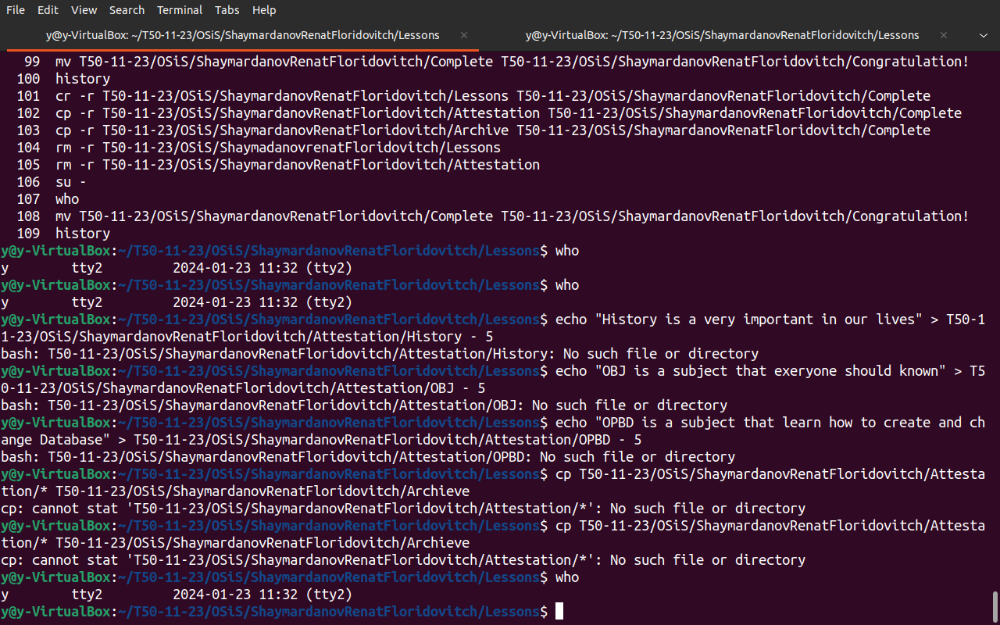 File Edit View Search Terminal Tabs Help
y@y-VirtualBox: ~/T50-11-23/OSiS/ShaymardanovRenatFloridovitch/Lessons × y@y-VirtualBox: ~/T50-11-23/OSiS/ShaymardanovRenatFloridovitch/Lessons ×
99 mv T50-11-23/OSiS/ShaymardanovRenatFloridovitch/Complete T50-11-23/OSiS/ShaymardanovRenatFloridovitch/Congratulation!
100 history
101 cr -r T50-11-23/OSiS/ShaymardanovRenatFloridovitch/Lessons T50-11-23/OSiS/ShaymardanovRenatFloridovitch/Complete
102 cp -r T50-11-23/OSiS/ShaymardanovRenatFloridovitch/Attestation T50-11-23/OSiS/ShaymardanovRenatFloridovitch/Complete
103 cp -r T50-11-23/OSiS/ShaymardanovRenatFloridovitch/Archive T50-11-23/OSiS/ShaymardanovRenatFloridovitch/Complete
104 rm -r T50-11-23/OSiS/ShaymadanovrenatFloridovitch/Lessons
105 rm -r T50-11-23/OSiS/ShaymardanovRenatFloridovitch/Attestation
106 su -
107 who
108 mv T50-11-23/OSiS/ShaymardanovRenatFloridovitch/Complete T50-11-23/OSiS/ShaymardanovRenatFloridovitch/Congratulation!
109 history
y@y-VirtualBox:~/T50-11-23/OSiS/ShaymardanovRenatFloridovitch/Lessons$ who
y tty2 2024-01-23 11:32 (tty2)
y@y-VirtualBox:~/T50-11-23/OSiS/ShaymardanovRenatFloridovitch/Lessons$ who
y tty2 2024-01-23 11:32 (tty2)
y@y-VirtualBox:~/T50-11-23/OSiS/ShaymardanovRenatFloridovitch/Lessons$ echo "History is a very important in our lives" > T50-1
1-23/OSiS/ShaymardanovRenatFloridovitch/Attestation/History - 5
bash: T50-11-23/OSiS/ShaymardanovRenatFloridovitch/Attestation/History: No such file or directory
y@y-VirtualBox:~/T50-11-23/OSiS/ShaymardanovRenatFloridovitch/Lessons$ echo "OBJ is a subject that exeryone should known" > T5
0-11-23/OSiS/ShaymardanovRenatFloridovitch/Attestation/OBJ - 5
bash: T50-11-23/OSiS/ShaymardanovRenatFloridovitch/Attestation/OBJ: No such file or directory
y@y-VirtualBox:~/T50-11-23/OSiS/ShaymardanovRenatFloridovitch/Lessons$ echo "OPBD is a subject that learn how to create and ch
ange Database" > T50-11-23/OSiS/ShaymardanovRenatFloridovitch/Attestation/OPBD - 5
bash: T50-11-23/OSiS/ShaymardanovRenatFloridovitch/Attestation/OPBD: No such file or directory
y@y-VirtualBox:~/T50-11-23/OSiS/ShaymardanovRenatFloridovitch/Lessons$ cp T50-11-23/OSiS/ShaymardanovRenatFloridovitch/Attesta
tion/* T50-11-23/OSiS/ShaymardanovRenatFloridovitch/Archieve
cp: cannot stat 'T50-11-23/OSiS/ShaymardanovRenatFloridovitch/Attestation/*': No such file or directory
y@y-VirtualBox:~/T50-11-23/OSiS/ShaymardanovRenatFloridovitch/Lessons$ cp T50-11-23/OSiS/ShaymardanovRenatFloridovitch/Attesta
tion/* T50-11-23/OSiS/ShaymardanovRenatFloridovitch/Archieve
cp: cannot stat 'T50-11-23/OSiS/ShaymardanovRenatFloridovitch/Attestation/*': No such file or directory
y@y-VirtualBox:~/T50-11-23/OSiS/ShaymardanovRenatFloridovitch/Lessons$ who
y tty2 2024-01-23 11:32 (tty2)
y@y-VirtualBox:~/T50-11-23/OSiS/ShaymardanovRenatFloridovitch/Lessons$